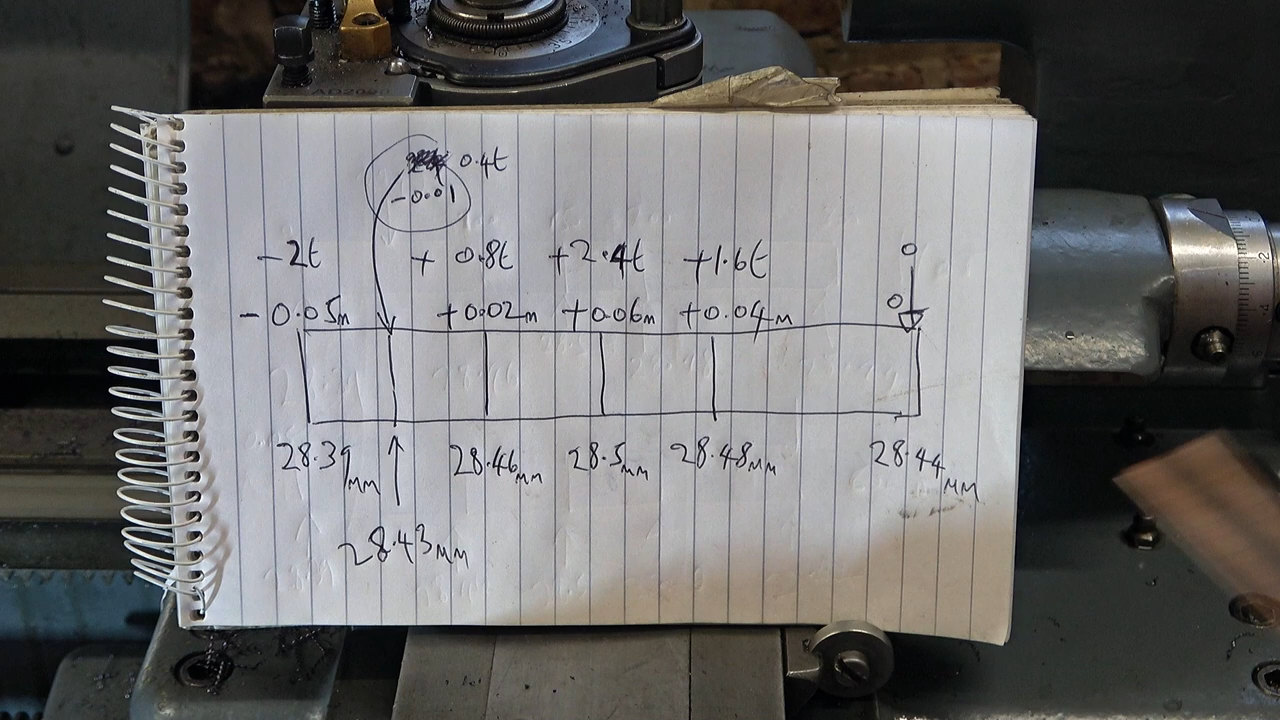 0.4t
-0.01
-2t + 0.8t +2.4t +1.6t 0
-0.05m +0.02m +0.06m +0.04m 0
28.39mm 28.46mm 28.5mm 28.48mm 28.44mm
28.43mm